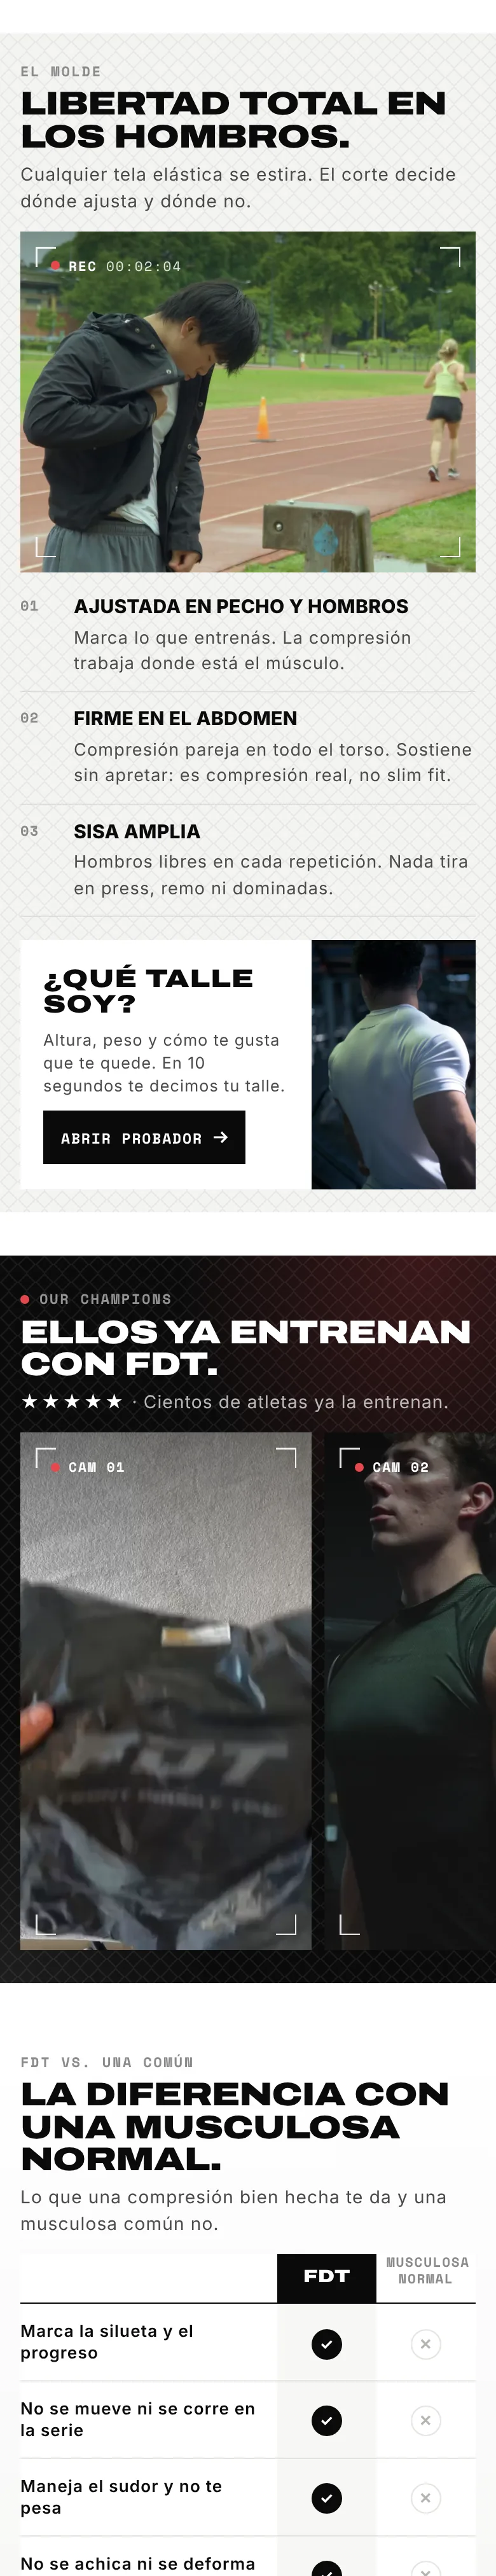 EL MOLDE
LIBERTAD TOTAL EN
LOS HOMBROS.
Cualquier tela elástica se estira. El corte decide
dónde ajusta y dónde no.
REC 00:02:04
01 AJUSTADA EN PECHO Y HOMBROS
Marca lo que entrenás. La compresión
trabaja donde está el músculo.
02 FIRME EN EL ABDOMEN
Compresión pareja en todo el torso. Sostiene
sin apretar: es compresión real, no slim fit.
03 SISA AMPLIA
Hombros libres en cada repetición. Nada tira
en press, remo ni dominadas.
¿QUÉ TALLE
SOY?
Altura, peso y cómo te gusta
que te quede. En 10
segundos te decimos tu talle.
ABRIR PROBADOR →
OUR CHAMPIONS
ELLOS YA ENTRENAN
CON FDT.
★★★★★ · Cientos de atletas ya la entrenan.
CAM 01
CAM 02
FDT VS. UNA COMÚN
LA DIFERENCIA CON
UNA MUSCULOSA
NORMAL.
Lo que una compresión bien hecha te da y una
musculosa común no.
FDT
MUSCULOSA
NORMAL
Marca la silueta y el
progreso
No se mueve ni se corre en
la serie
Maneja el sudor y no te
pesa
No se achica ni se deforma